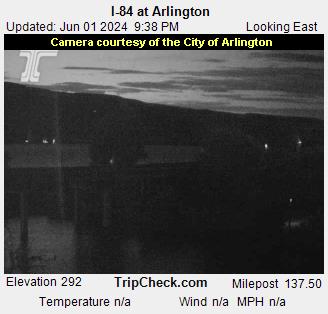 I-84 at Arlington
Updated: Jun 01 2024 9:38 PM Looking East
Camera courtesy of the City of Arlington
Elevation 292 TripCheck.com Milepost 137.50
Temperature n/a Wind n/a MPH n/a